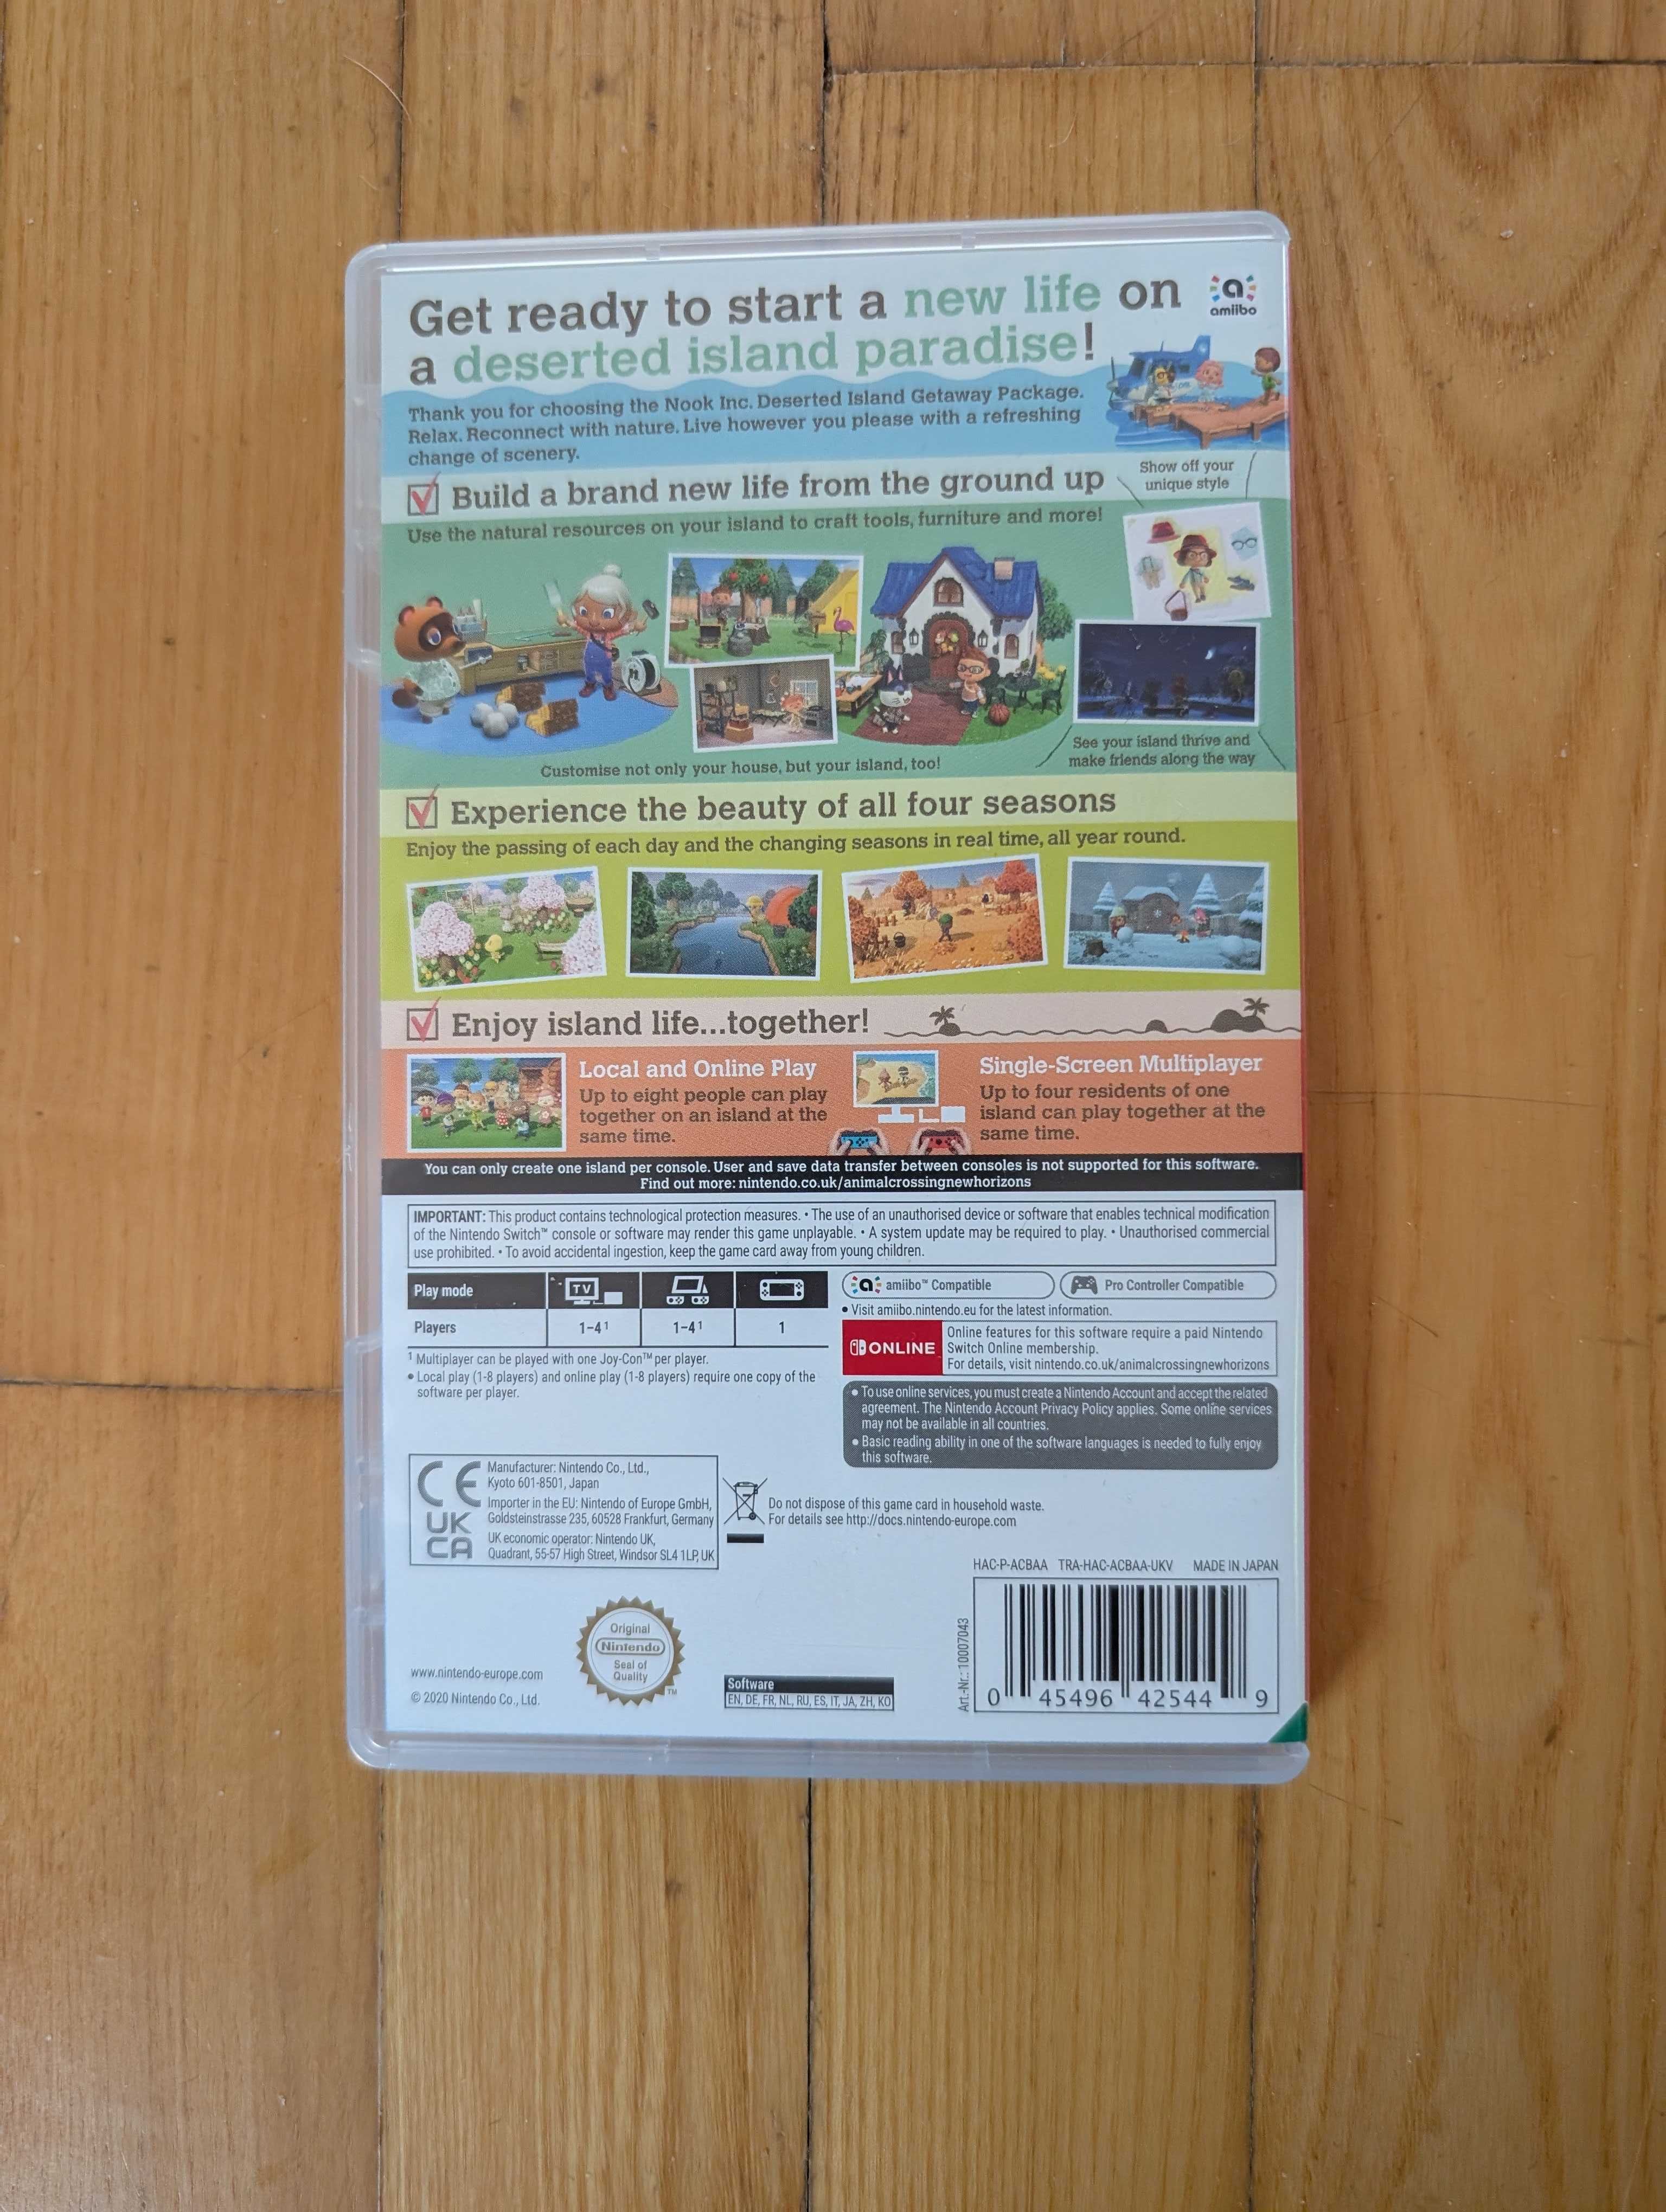 Get ready to start a new life on
a deserted island paradise!
amiibo
Thank you for choosing the Nook Inc. Deserted Island Getaway Package.
Relax. Reconnect with nature. Live however you please with a refreshing
change of scenery.
Build a brand new life from the ground up
Use the natural resources on your island to craft tools, furniture and more!
Show off your
unique style
Customise not only your house, but your island, too!
See your island thrive and
make friends along the way
Experience the beauty of all four seasons
Enjoy the passing of each day and the changing seasons in real time, all year round.
Enjoy island life...together!
Local and Online Play
Up to eight people can play
together on an island at the
same time.
Single-Screen Multiplayer
Up to four residents of one
island can play together at the
same time.
You can only create one island per console. User and save data transfer between consoles is not supported for this software.
Find out more: nintendo.co.uk/animalcrossingnewhorizons
IMPORTANT: This product contains technological protection measures. • The use of an unauthorised device or software that enables technical modification
of the Nintendo Switch™ console or software may render this game unplayable. • A system update may be required to play. • Unauthorised commercial
use prohibited. • To avoid accidental ingestion, keep the game card away from young children.
Play mode TV
Players 1-4¹ 1-4¹ 1
¹ Multiplayer can be played with one Joy-Con™ per player.
• Local play (1-8 players) and online play (1-8 players) require one copy of the
software per player.
amiibo™ Compatible
Pro Controller Compatible
• Visit amiibo.nintendo.eu for the latest information.
ONLINE
Online features for this software require a paid Nintendo
Switch Online membership.
For details, visit nintendo.co.uk/animalcrossingnewhorizons
• To use online services, you must create a Nintendo Account and accept the related
agreement. The Nintendo Account Privacy Policy applies. Some online services
may not be available in all countries.
• Basic reading ability in one of the software languages is needed to fully enjoy
this software.
CE
UK
CA
Manufacturer: Nintendo Co., Ltd.,
Kyoto 601-8501, Japan
Importer in the EU: Nintendo of Europe GmbH,
Goldsteinstrasse 235, 60528 Frankfurt, Germany
UK economic operator: Nintendo UK,
Quadrant, 55-57 High Street, Windsor SL4 1LP, UK
Do not dispose of this game card in household waste.
For details see http://docs.nintendo-europe.com
HAC-P-ACBAA TRA-HAC-ACBAA-UKV MADE IN JAPAN
Art.-Nr.: 10007043
0 45496 42544 9
Original
Nintendo
Seal of
Quality
TM
www.nintendo-europe.com
© 2020 Nintendo Co., Ltd.
Software
EN, DE, FR, NL, RU, ES, IT, JA, ZH, KO